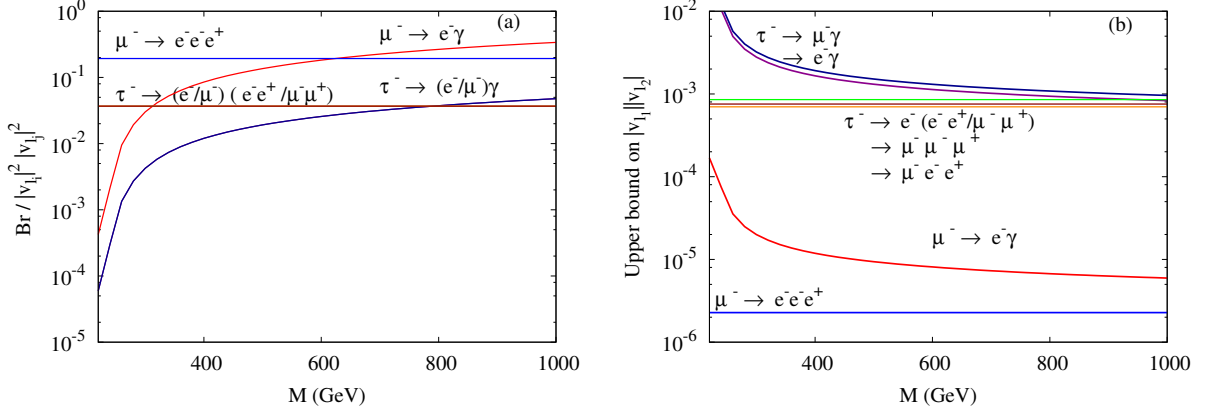 (a)
μ⁻ → e⁻e⁻e⁺
μ⁻ → e⁻γ
τ⁻ → (e⁻/μ⁻) (e⁻e⁺/μ⁻μ⁺)
τ⁻ → (e⁻/μ⁻)γ
Br / |v_{l_i}|² |v_{l_j}|²
10⁰
10⁻¹
10⁻²
10⁻³
10⁻⁴
10⁻⁵
400 600 800 1000
M (GeV)
(b)
τ⁻ → μ⁻γ
→ e⁻γ
τ⁻ → e⁻ (e⁻ e⁺/μ⁻ μ⁺)
→ μ⁻ μ⁻ μ⁺
→ μ⁻ e⁻ e⁺
μ⁻ → e⁻γ
μ⁻ → e⁻e⁻e⁺
Upper bound on |v_{l_1}||v_{l_2}|
10⁻²
10⁻³
10⁻⁴
10⁻⁵
10⁻⁶
400 600 800 1000
M (GeV)